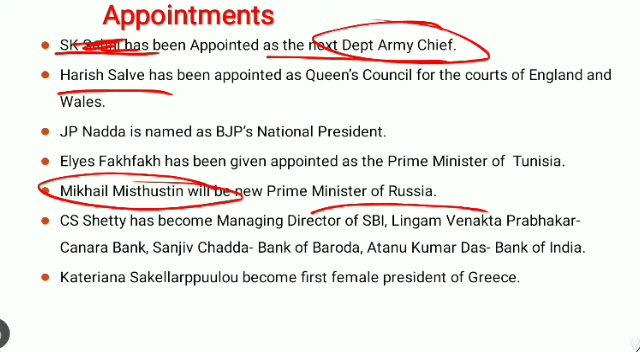 Appointments
SK has been Appointed as the next Dept Army Chief.
Harish Salve has been appointed as Queen's Council for the courts of England and
Wales.
JP Nadda is named as BJP's National President.
Elyes Fakhfakh has been given appointed as the Prime Minister of Tunisia.
Mikhail Misthustin will be new Prime Minister of Russia.
CS Shetty has become Managing Director of SBI, Lingam Venakta Prabhakar-
Canara Bank, Sanjiv Chadda- Bank of Baroda, Atanu Kumar Das- Bank of India.
Kateriana Sakellarppuulou become first female president of Greece.